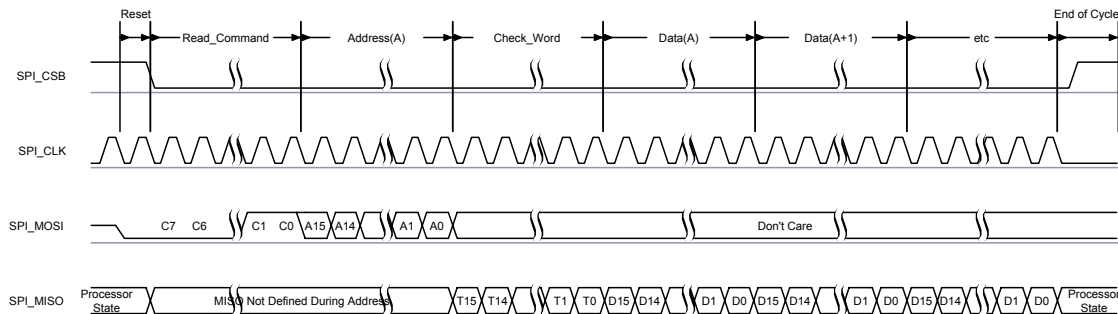 Reset
End of Cycle
Read_Command Address(A) Check_Word Data(A) Data(A+1) etc
SPI_CSB
SPI_CLK
SPI_MOSI C7 C6 C1 C0 A15 A14 A1 A0 Don't Care
SPI_MISO Processor State MISO Not Defined During Address T15 T14 T1 T0 D15 D14 D1 D0 D15 D14 D1 D0 D15 D14 D1 D0 Processor State